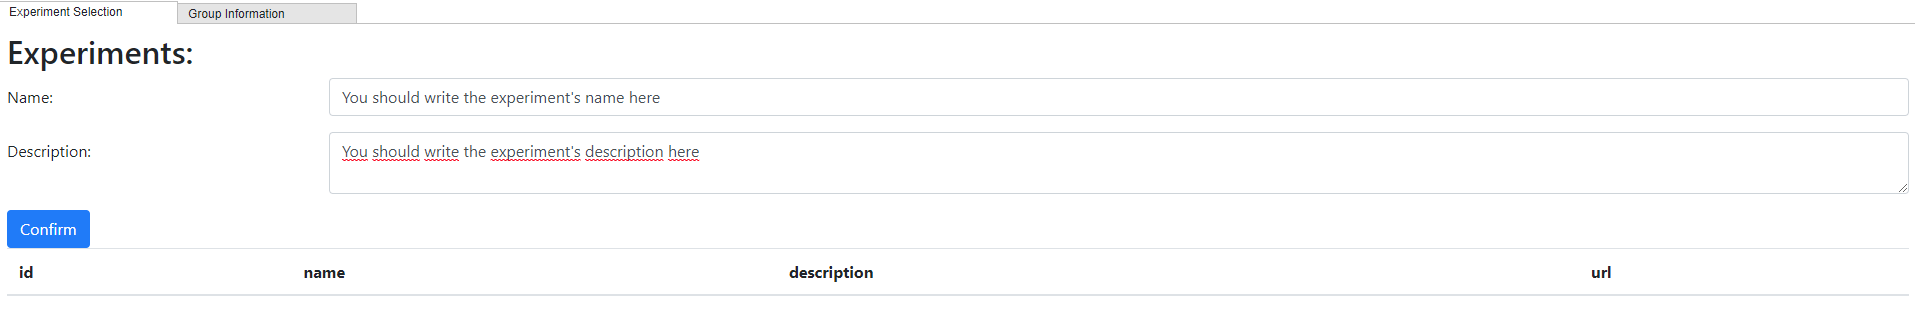 Experiment Selection Group Information
Experiments:
Name: You should write the experiment's name here
Description: You should write the experiment's description here
Confirm
id name description url